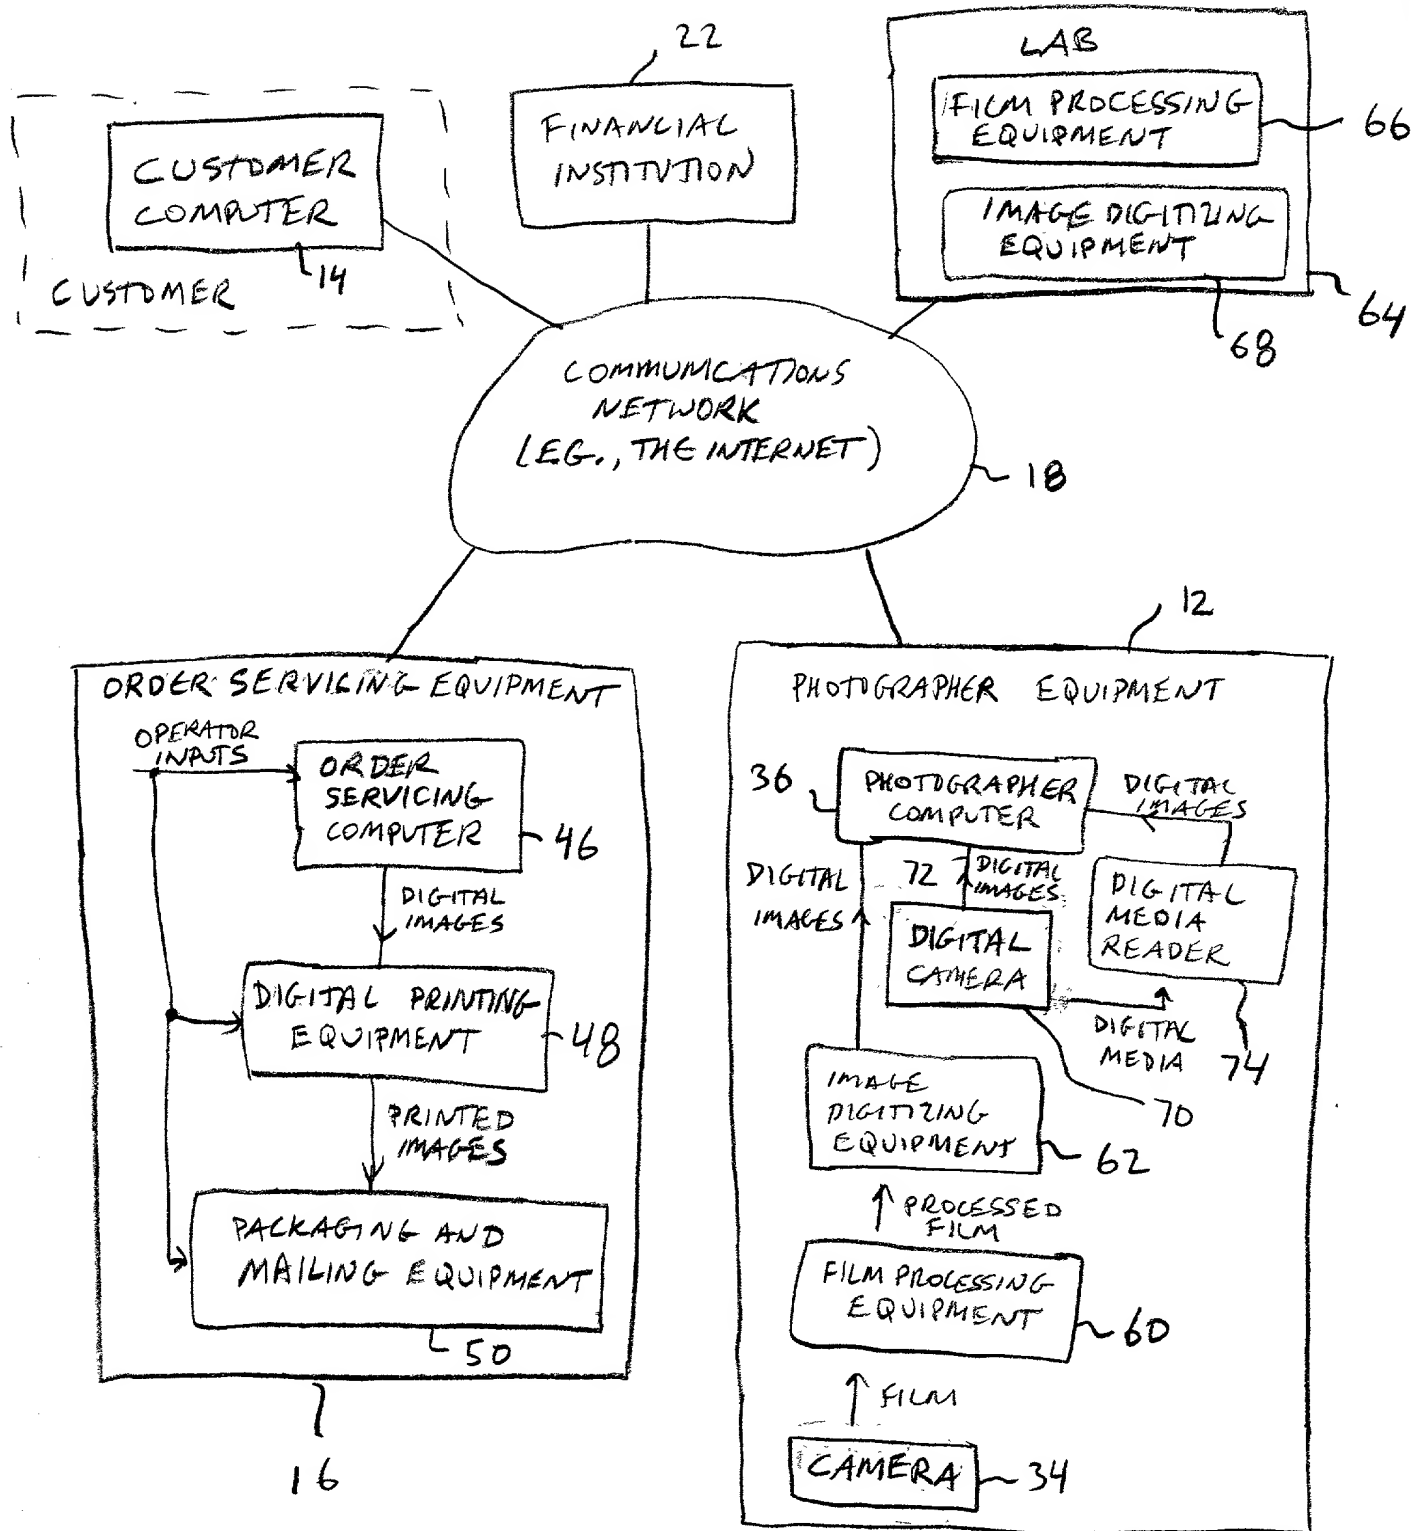 22
FINANCIAL
INSTITUTION
LAB
FILM PROCESSING
EQUIPMENT
66
IMAGE DIGITIZING
EQUIPMENT
64
68
CUSTOMER
COMPUTER
14
CUSTOMER
COMMUNICATIONS
NETWORK
(E.G., THE INTERNET)
18
ORDER SERVICING EQUIPMENT
OPERATOR
INPUTS
ORDER
SERVICING
COMPUTER
46
DIGITAL
IMAGES
DIGITAL PRINTING
EQUIPMENT
48
PRINTED
IMAGES
PACKAGING AND
MAILING EQUIPMENT
50
16
12
PHOTOGRAPHER EQUIPMENT
36
PHOTOGRAPHER
COMPUTER
DIGITAL
IMAGES
DIGITAL
IMAGES
72
DIGITAL
IMAGES
DIGITAL
MEDIA
READER
DIGITAL
CAMERA
DIGITAL
MEDIA
74
70
IMAGE
DIGITIZING
EQUIPMENT
62
PROCESSED
FILM
FILM PROCESSING
EQUIPMENT
60
FILM
CAMERA
34